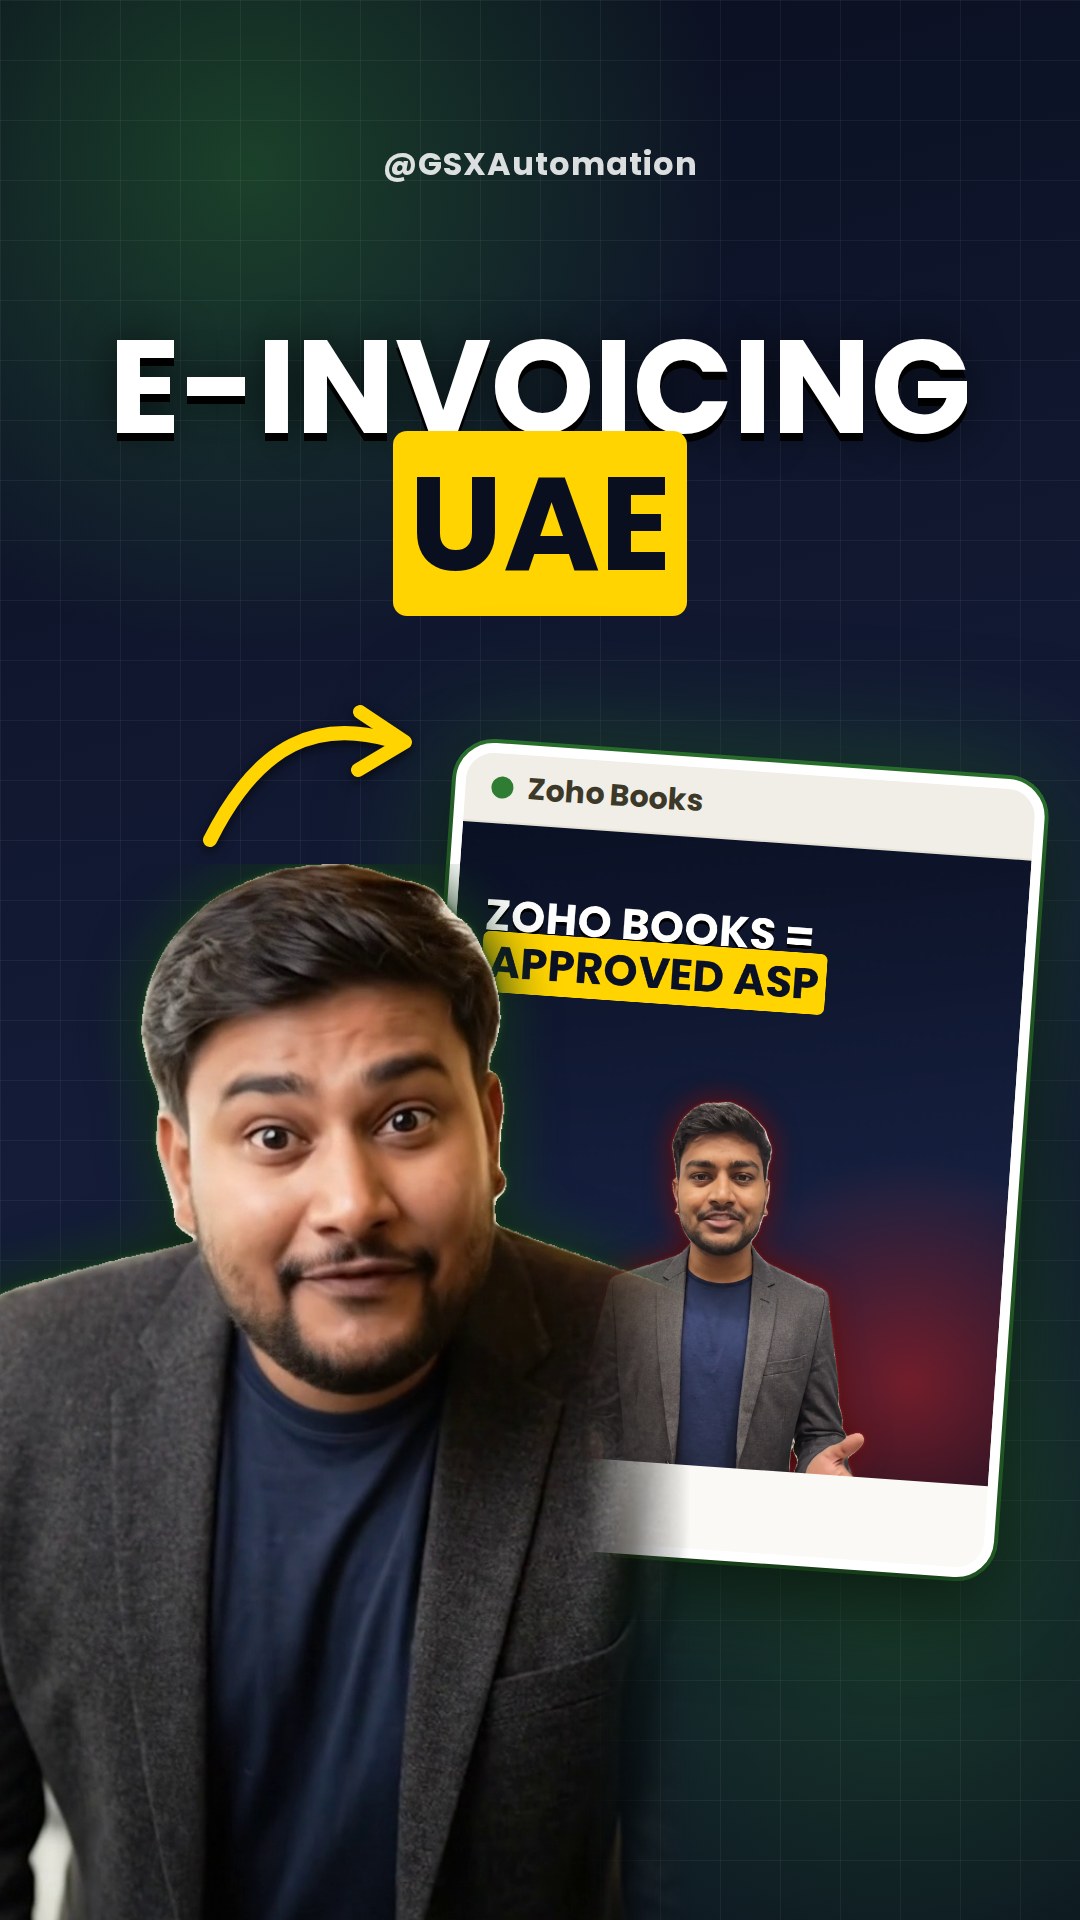 @GSXAutomation
E-INVOICING
UAE
Zoho Books
ZOHO BOOKS =
APPROVED ASP